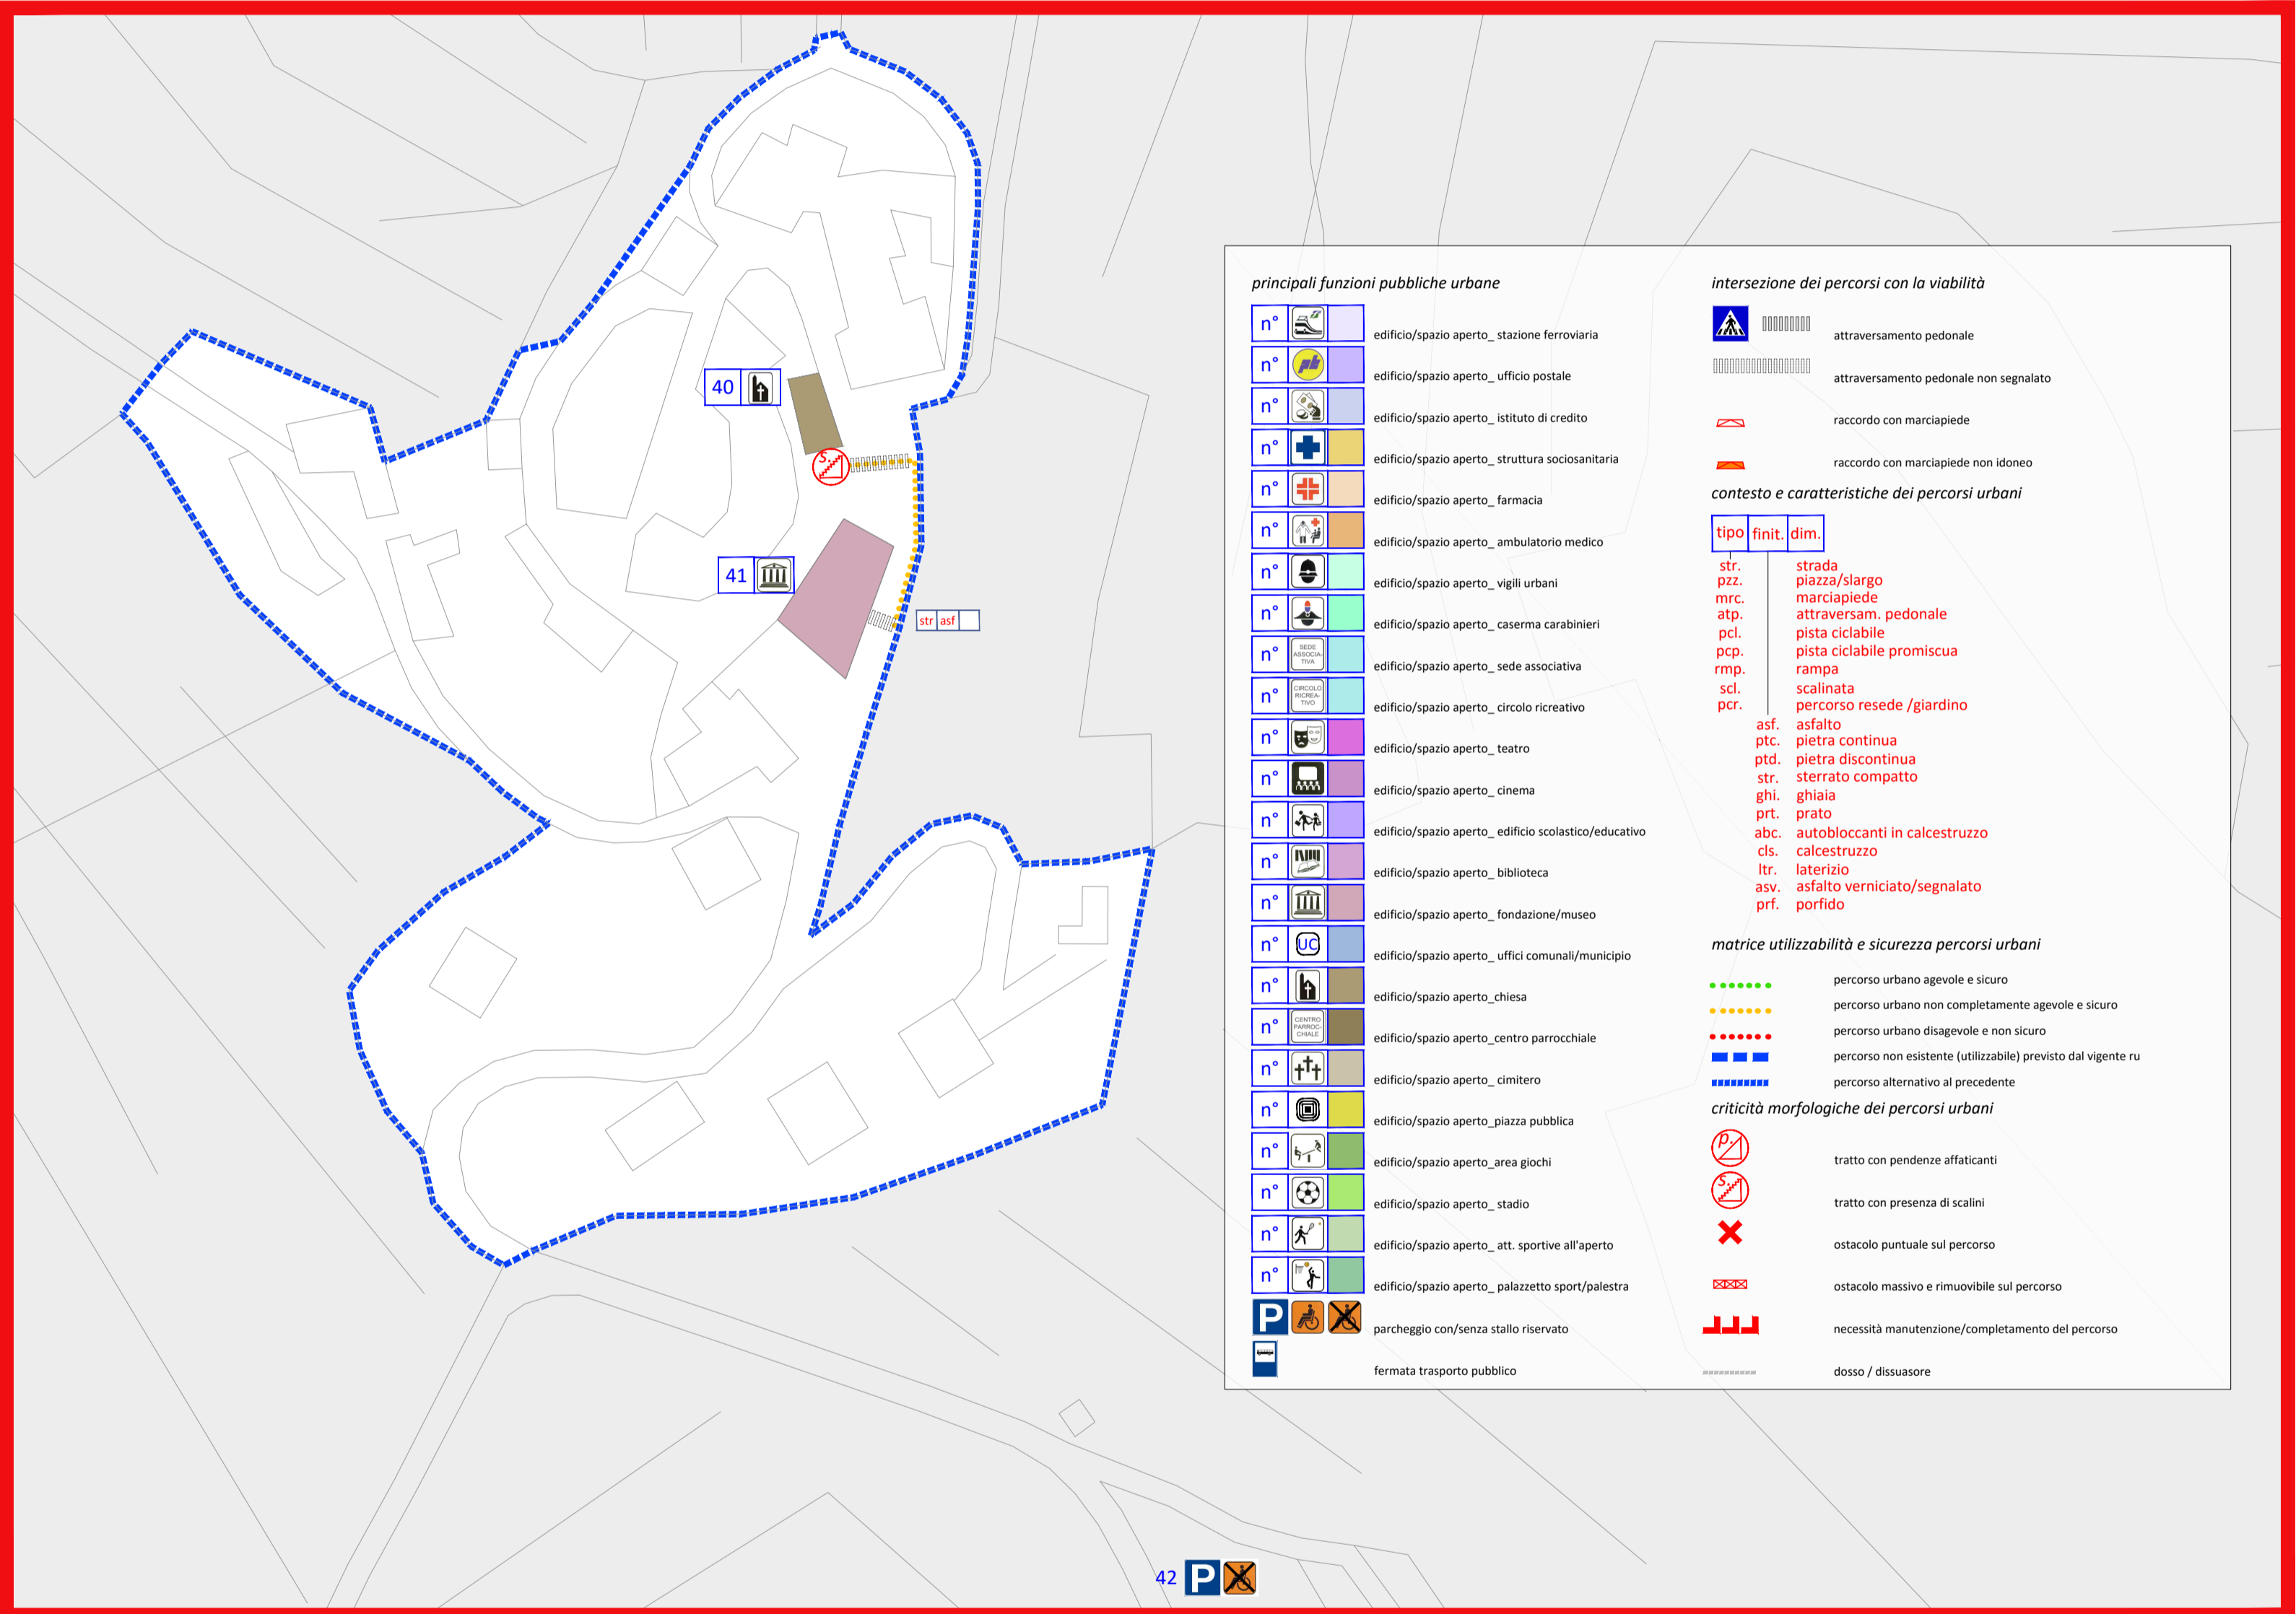 40
s.
41
str asf
42 P
principali funzioni pubbliche urbane
n° edificio/spazio aperto_ stazione ferroviaria
n° edificio/spazio aperto_ ufficio postale
n° edificio/spazio aperto_ istituto di credito
n° edificio/spazio aperto_ struttura sociosanitaria
n° edificio/spazio aperto_ farmacia
n° edificio/spazio aperto_ ambulatorio medico
n° edificio/spazio aperto_ vigili urbani
n° edificio/spazio aperto_ caserma carabinieri
n° SEDE ASSOCIA- TIVA edificio/spazio aperto_ sede associativa
n° CIRCOLO RICREA- TIVO edificio/spazio aperto_ circolo ricreativo
n° edificio/spazio aperto_ teatro
n° edificio/spazio aperto_ cinema
n° edificio/spazio aperto_ edificio scolastico/educativo
n° edificio/spazio aperto_ biblioteca
n° edificio/spazio aperto_ fondazione/museo
n° UC edificio/spazio aperto_ uffici comunali/municipio
n° edificio/spazio aperto_chiesa
n° CENTRO PARROC- CHIALE edificio/spazio aperto_centro parrocchiale
n° edificio/spazio aperto_ cimitero
n° edificio/spazio aperto_piazza pubblica
n° edificio/spazio aperto_area giochi
n° edificio/spazio aperto_ stadio
n° edificio/spazio aperto_ att. sportive all'aperto
n° edificio/spazio aperto_ palazzetto sport/palestra
P parcheggio con/senza stallo riservato
fermata trasporto pubblico
intersezione dei percorsi con la viabilità
attraversamento pedonale
attraversamento pedonale non segnalato
raccordo con marciapiede
raccordo con marciapiede non idoneo
contesto e caratteristiche dei percorsi urbani
tipo finit. dim.
str. strada
pzz. piazza/slargo
mrc. marciapiede
atp. attraversam. pedonale
pcl. pista ciclabile
pcp. pista ciclabile promiscua
rmp. rampa
scl. scalinata
pcr. percorso resede /giardino
asf. asfalto
ptc. pietra continua
ptd. pietra discontinua
str. sterrato compatto
ghi. ghiaia
prt. prato
abc. autobloccanti in calcestruzzo
cls. calcestruzzo
ltr. laterizio
asv. asfalto verniciato/segnalato
prf. porfido
matrice utilizzabilità e sicurezza percorsi urbani
percorso urbano agevole e sicuro
percorso urbano non completamente agevole e sicuro
percorso urbano disagevole e non sicuro
percorso non esistente (utilizzabile) previsto dal vigente ru
percorso alternativo al precedente
criticità morfologiche dei percorsi urbani
p. tratto con pendenze affaticanti
s. tratto con presenza di scalini
ostacolo puntuale sul percorso
ostacolo massivo e rimuovibile sul percorso
necessità manutenzione/completamento del percorso
dosso / dissuasore